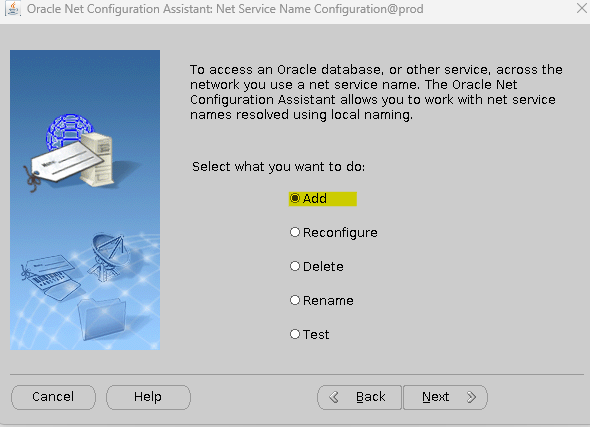 Oracle Net Configuration Assistant: Net Service Name Configuration@prod
To access an Oracle database, or other service, across the
network you use a net service name. The Oracle Net
Configuration Assistant allows you to work with net service
names resolved using local naming.
Select what you want to do:
Add
Reconfigure
Delete
Rename
Test
Cancel Help Back Next